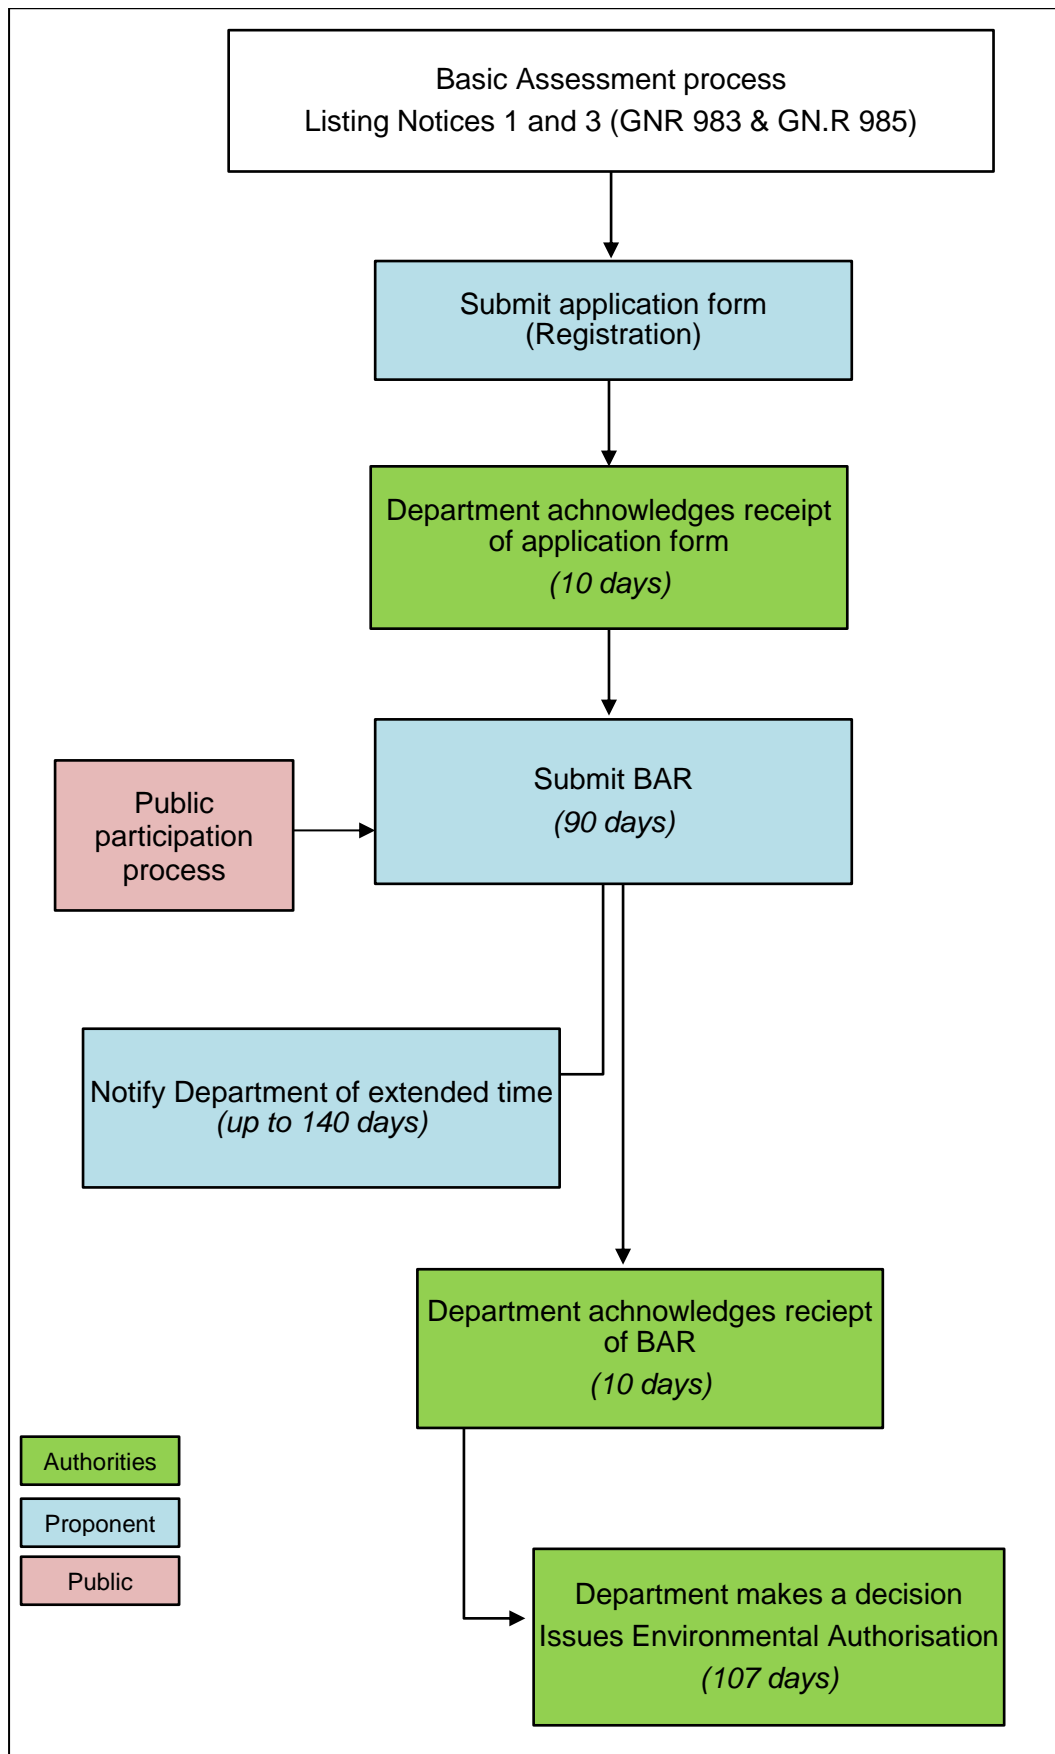 Basic Assessment process
Listing Notices 1 and 3 (GNR 983 & GN.R 985)
Submit application form
(Registration)
Department achnowledges receipt
of application form
(10 days)
Submit BAR
(90 days)
Public
participation
process
Notify Department of extended time
(up to 140 days)
Department achnowledges reciept
of BAR
(10 days)
Authorities
Proponent
Public
Department makes a decision
Issues Environmental Authorisation
(107 days)